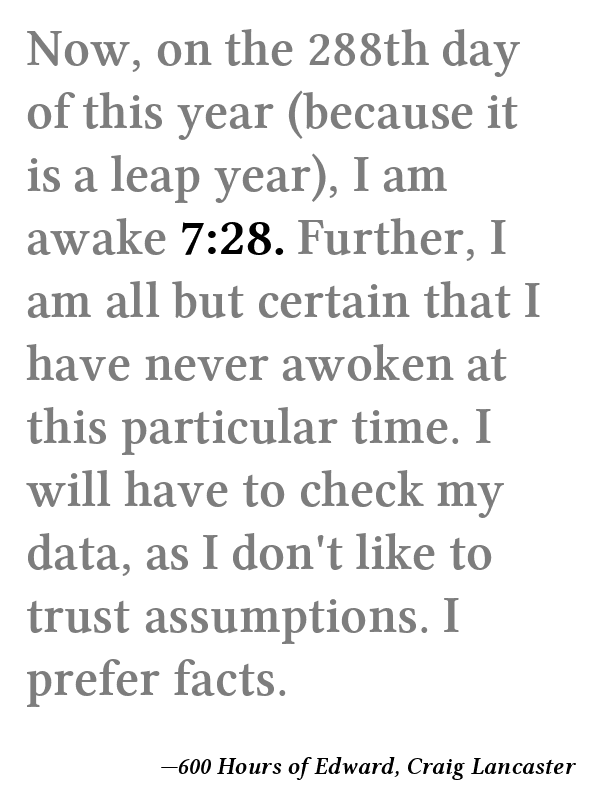 Now, on the 288th day
of this year (because it
is a leap year), I am
awake 7:28. Further, I
am all but certain that I
have never awoken at
this particular time. I
will have to check my
data, as I don't like to
trust assumptions. I
prefer facts.
—600 Hours of Edward, Craig Lancaster